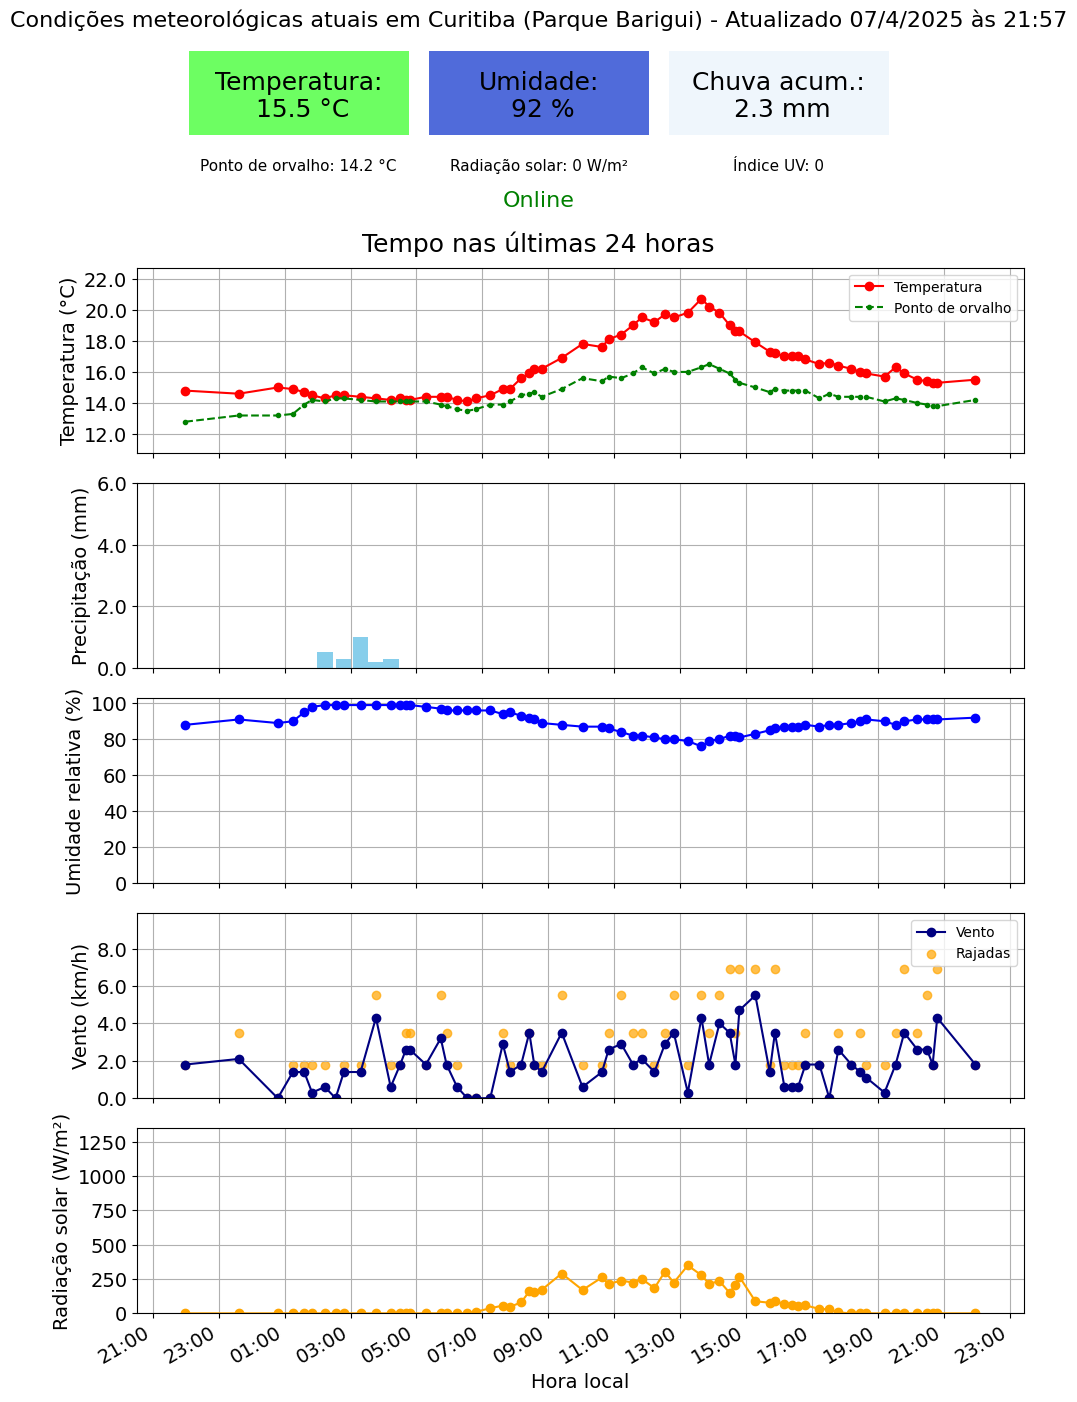 Condições meteorológicas atuais em Curitiba (Parque Barigui) - Atualizado 07/4/2025 às 21:57
Temperatura:
15.5 °C
Umidade:
92 %
Chuva acum.:
2.3 mm
Ponto de orvalho: 14.2 °C
Radiação solar: 0 W/m²
Índice UV: 0
Online
Tempo nas últimas 24 horas
Temperatura (°C)
22.0
20.0
18.0
16.0
14.0
12.0
Temperatura
Ponto de orvalho
Precipitação (mm)
6.0
4.0
2.0
0.0
Umidade relativa (%)
100
80
60
40
20
0
Vento (km/h)
8.0
6.0
4.0
2.0
0.0
Vento
Rajadas
Radiação solar (W/m²)
1250
1000
750
500
250
0
21:00
23:00
01:00
03:00
05:00
07:00
09:00
11:00
13:00
15:00
17:00
19:00
21:00
23:00
Hora local